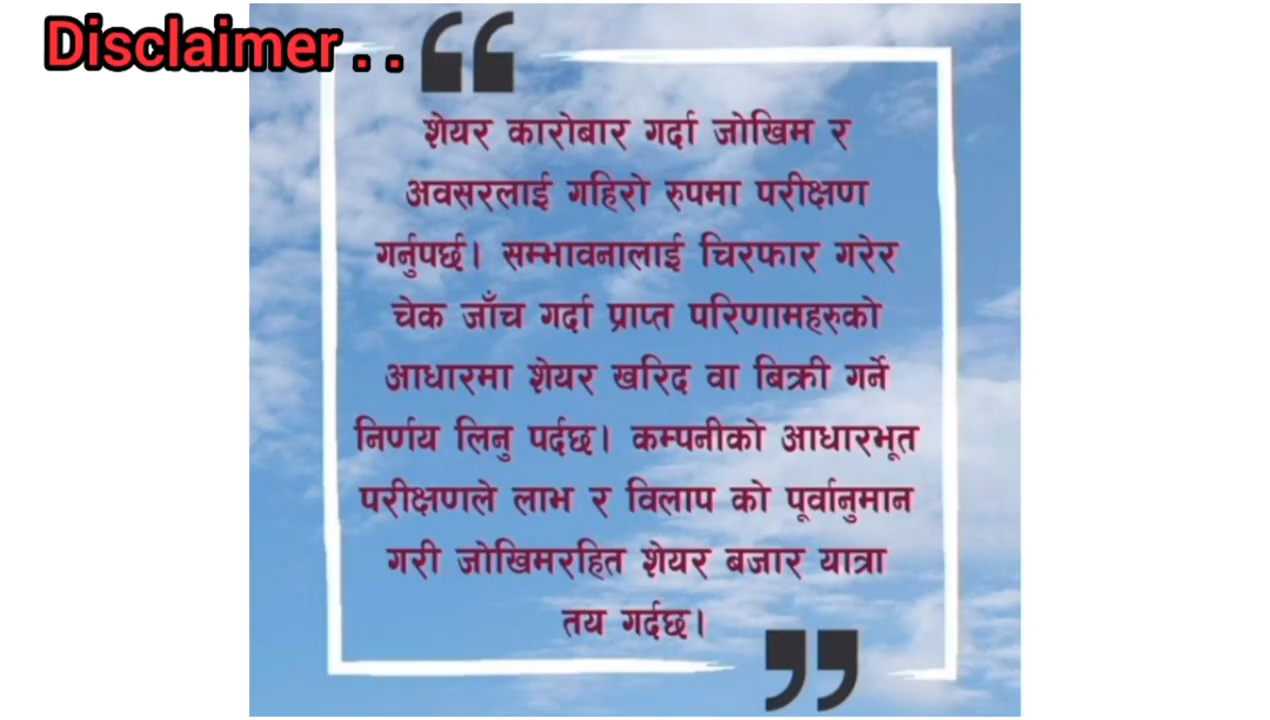 Disclaimer . .
शेयर कारोबार गर्दा जोखिम र
अवसरलाई गहिरो रुपमा परीक्षण
गर्नुपर्छ। सम्भावनालाई चिरफार गरेर
चेक जाँच गर्दा प्राप्त परिणामहरुको
आधारमा शेयर खरिद वा बिक्री गर्ने
निर्णय लिनु पर्दछ। कम्पनीको आधारभूत
परीक्षणले लाभ र विलाप को पूर्वानुमान
गरी जोखिमरहित शेयर बजार यात्रा
तय गर्दछ।